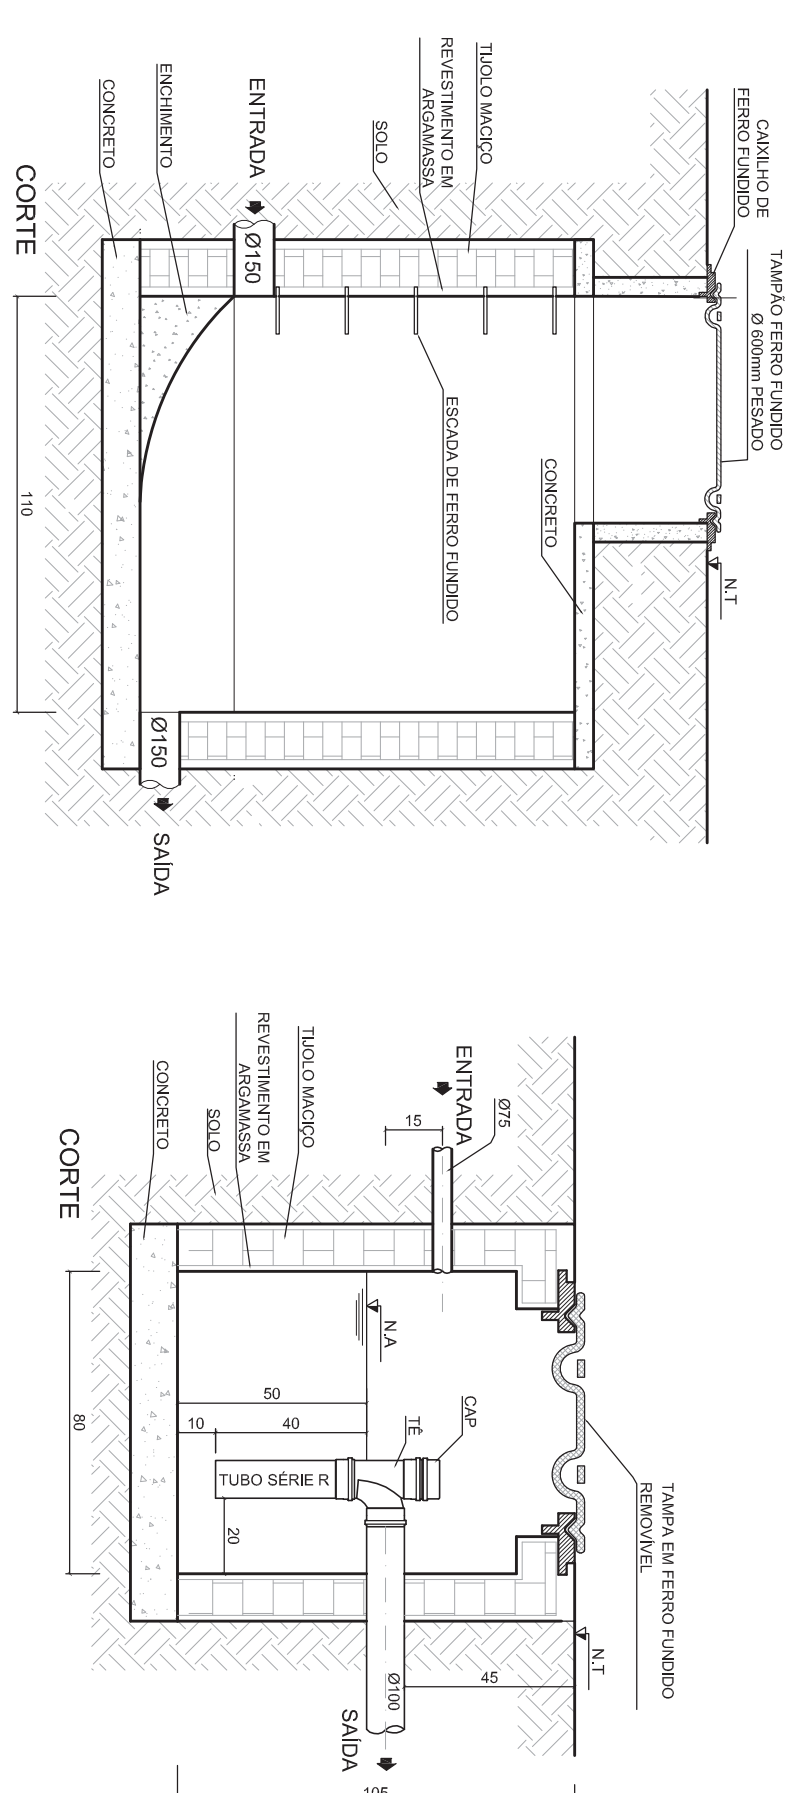 CAIXILHO DE
FERRO FUNDIDO
TAMPÃO FERRO FUNDIDO
Ø 600mm PESADO
N.T
TIJOLO MACIÇO
REVESTIMENTO EM
ARGAMASSA
SOLO
ENTRADA
Ø150
ENCHIMENTO
CONCRETO
ESCADA DE FERRO FUNDIDO
CONCRETO
110
Ø150
SAÍDA
CORTE
TAMPA EM FERRO FUNDIDO
REMOVÍVEL
N.T
Ø75
ENTRADA
15
TIJOLO MACIÇO
REVESTIMENTO EM
ARGAMASSA
SOLO
CONCRETO
N.A
CAP
TÊ
50
10
40
TUBO SÉRIE R
20
80
45
Ø100
SAÍDA
105
CORTE